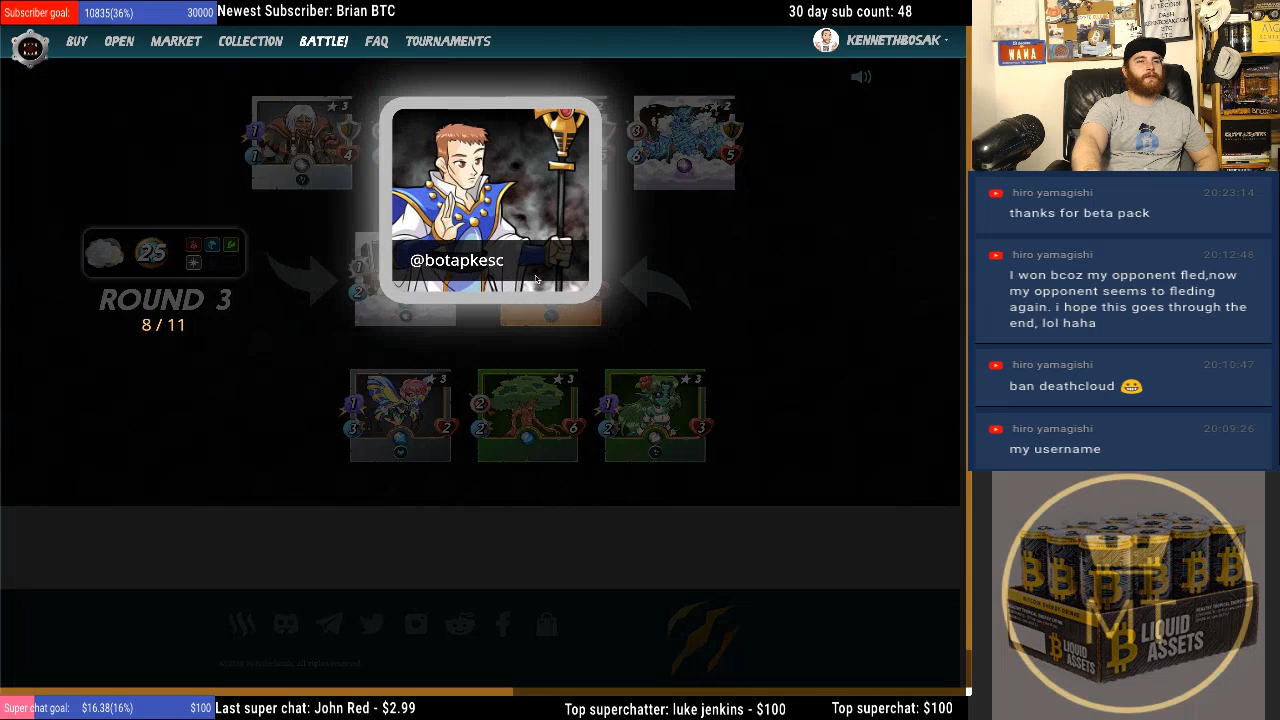 Subscriber goal:
10835(36%)
30000
Newest Subscriber: Brian BTC
30 day sub count: 48
BUY
OPEN
MARKET
COLLECTION
BATTLE!
FAQ
TOURNAMENTS
KENNETHBOSAK
WAWA
@botapkesc
25
ROUND 3
8 / 11
hiro yamagishi
20:23:14
thanks for beta pack
hiro yamagishi
20:12:48
I won bcoz my opponent fled,now
my opponent seems to fleding
again. i hope this goes through the
end, lol haha
hiro yamagishi
20:10:47
ban deathcloud
hiro yamagishi
20:09:26
my username
MT
LIQUID
ASSETS
LIQUID
ASSETS
Super chat goal:
$16.38(16%)
$100
Last super chat: John Red - $2.99
Top superchatter: luke jenkins - $100
Top superchat: $100